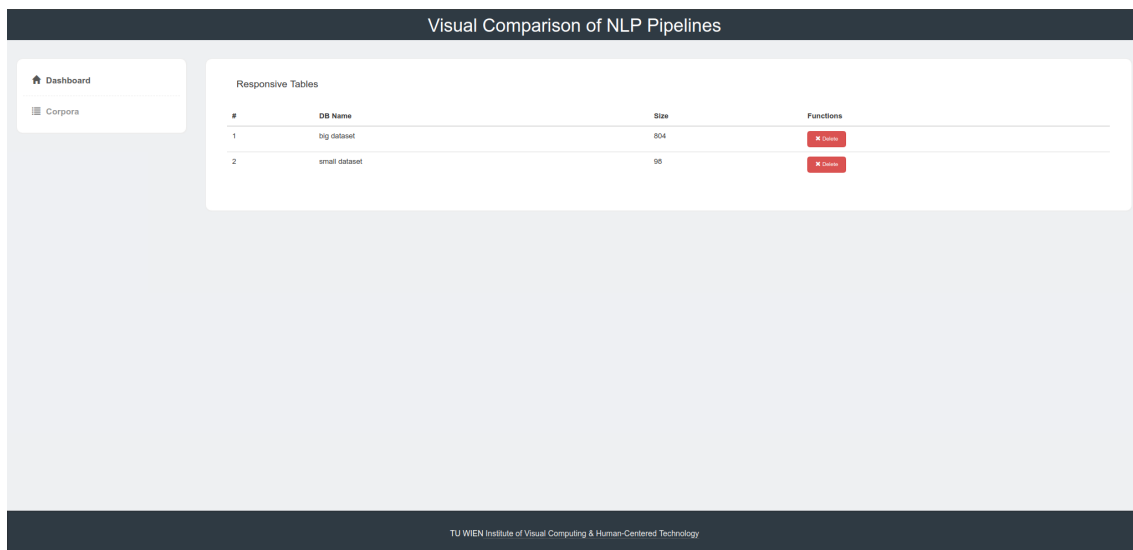 Visual Comparison of NLP Pipelines
Dashboard
Corpora
Responsive Tables
# DB Name Size Functions
1 big dataset 804 Delete
2 small dataset 98 Delete
TU WIEN Institute of Visual Computing & Human-Centered Technology